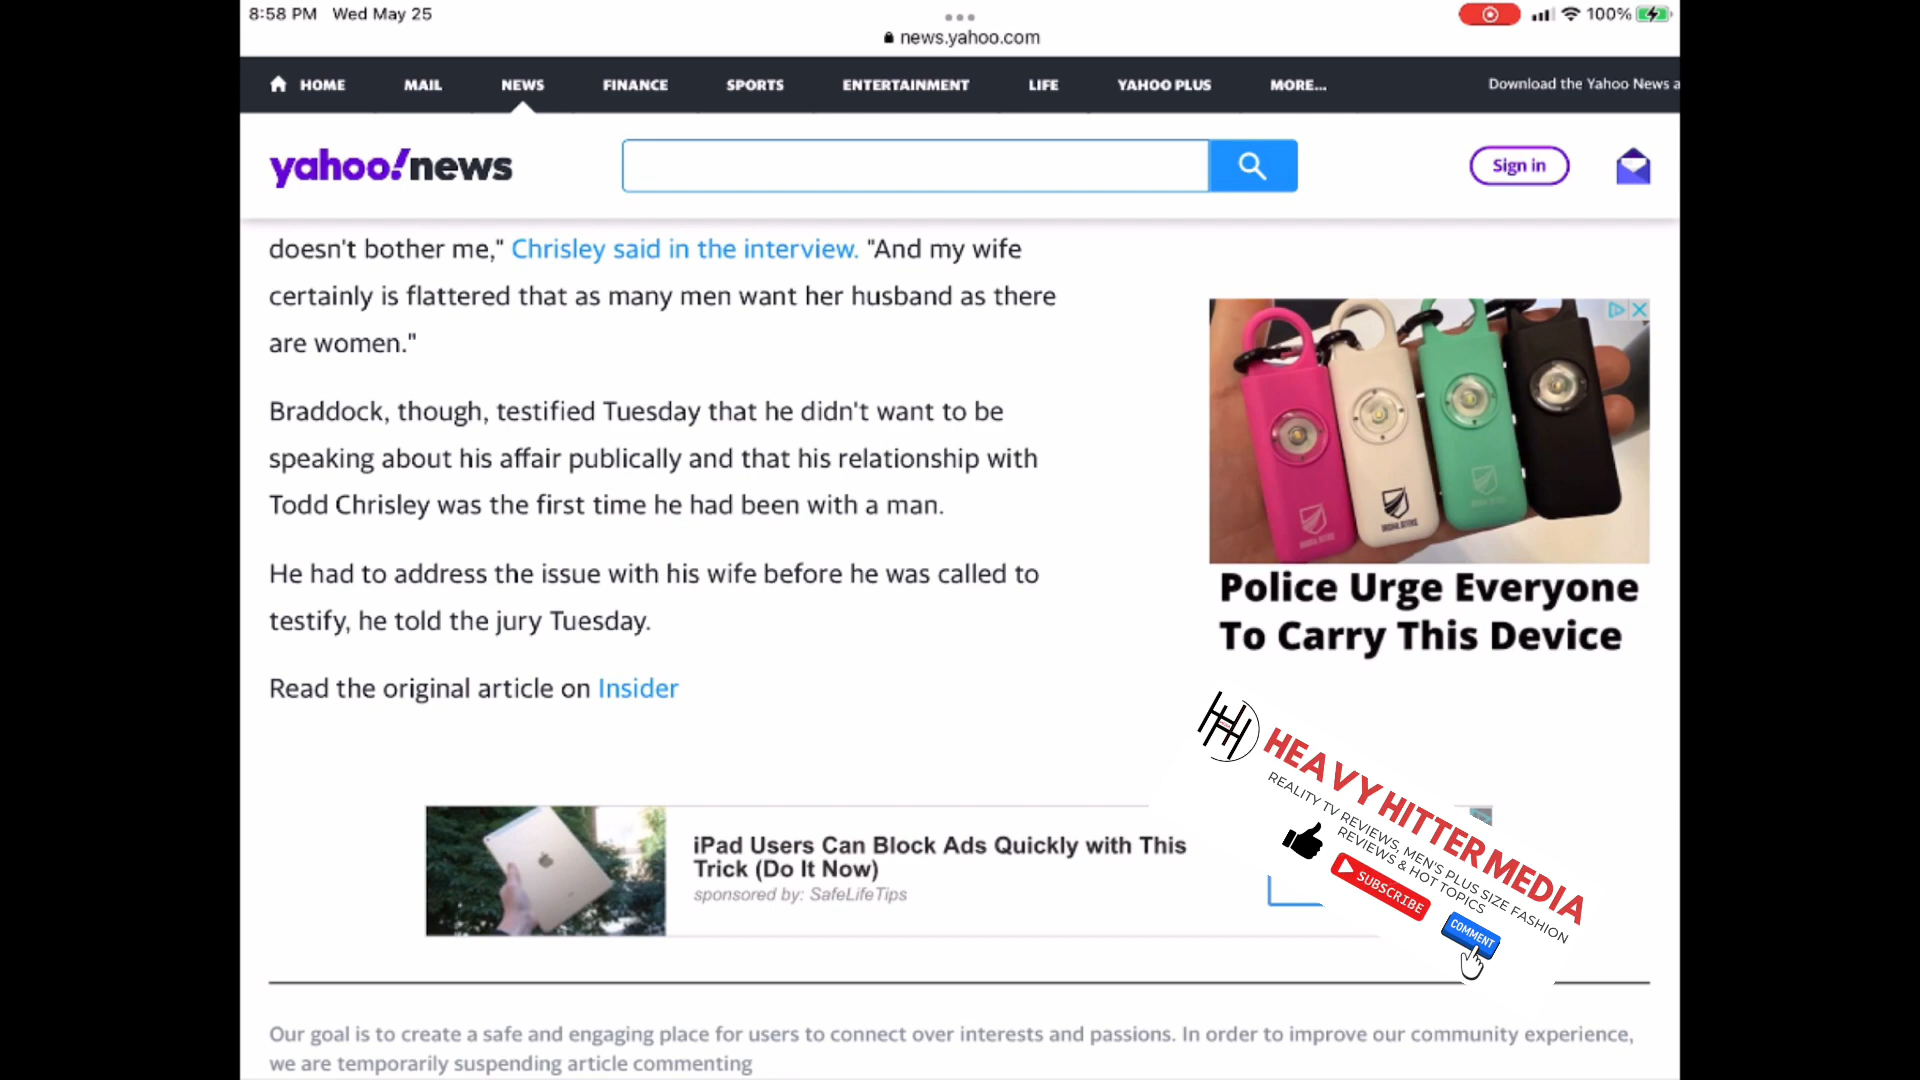 8:58 PM Wed May 25
100%
news.yahoo.com
HOME MAIL NEWS FINANCE SPORTS ENTERTAINMENT LIFE YAHOO PLUS MORE... Download the Yahoo News a
yahoo!news
Sign in
doesn't bother me," Chrisley said in the interview. "And my wife
certainly is flattered that as many men want her husband as there
are women."
Braddock, though, testified Tuesday that he didn't want to be
speaking about his affair publically and that his relationship with
Todd Chrisley was the first time he had been with a man.
He had to address the issue with his wife before he was called to
testify, he told the jury Tuesday.
Read the original article on Insider
Police Urge Everyone
To Carry This Device
HEAVY HITTER MEDIA
REALITY TV REVIEWS, MEN'S PLUS SIZE FASHION
REVIEWS & HOT TOPICS
SUBSCRIBE
COMMENT
iPad Users Can Block Ads Quickly with This
Trick (Do It Now)
sponsored by: SafeLifeTips
Our goal is to create a safe and engaging place for users to connect over interests and passions. In order to improve our community experience,
we are temporarily suspending article commenting